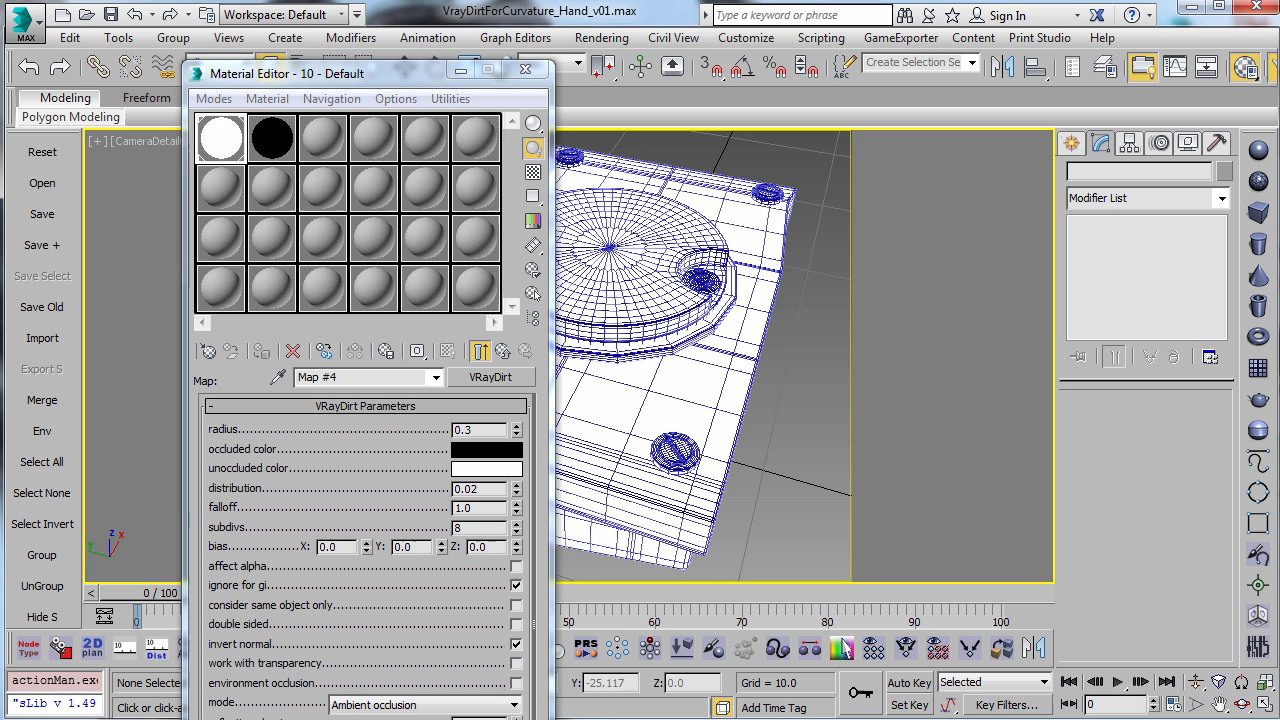 Workspace: Default
VrayDirtForCurvature_Hand_v01.max
Type a keyword or phrase
Sign In
MAX
Edit Tools Group Views Create Modifiers Animation Graph Editors Rendering Civil View Customize Scripting GameExporter Content Print Studio Help
3
Create Selection Se
Modeling Freeform
Polygon Modeling
Material Editor - 10 - Default
Modes Material Navigation Options Utilities
[+] [CameraDetail
Reset
Open
Save
Save +
Save Select
Save Old
Import
Export S
Merge
Env
Select All
Select None
Select Invert
Group
UnGroup
Hide S
Modifier List
Map: Map #4 VRayDirt
- VRayDirt Parameters
radius 0.3
occluded color
unoccluded color
distribution 0.02
falloff 1.0
subdivs 8
bias X: 0.0 Y: 0.0 Z: 0.0
affect alpha
ignore for gi
consider same object only
double sided
invert normal
work with transparency
environment occlusion
mode Ambient occlusion
z x y
< 0 / 100
0 50 60 70 80 90 100
Node Type
2D plan
10
10 Dist
PRS
actionMan.ex
"sLib v 1.49
None Selected
Click or click-a
Y: -25.117 Z: 0.0
Grid = 10.0
Add Time Tag
Auto Key Selected
Set Key Key Filters...
0